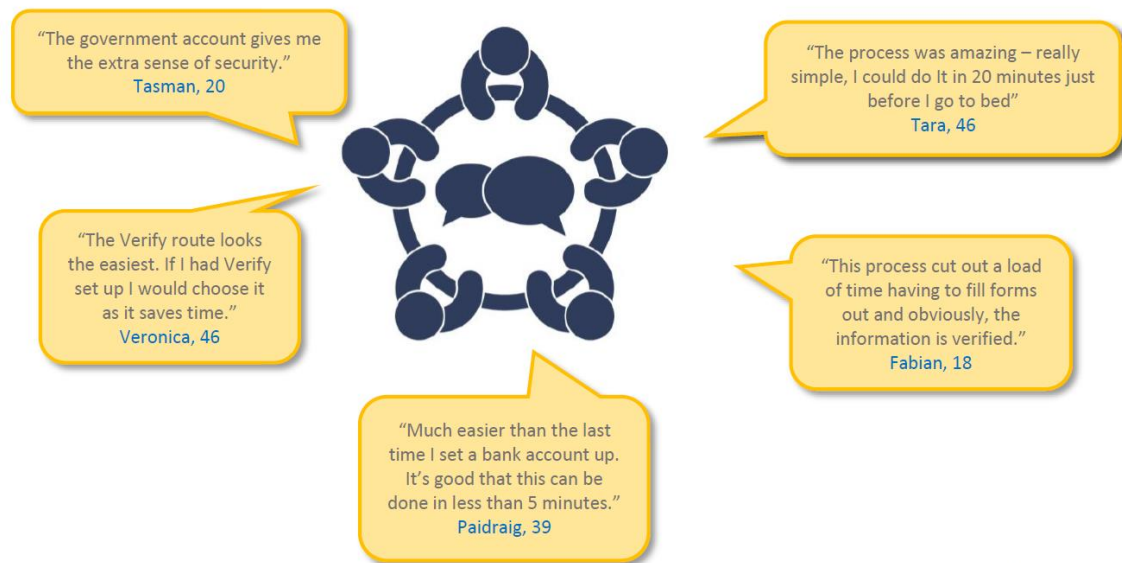 “The government account gives me
the extra sense of security.”
Tasman, 20
“The process was amazing – really
simple, I could do It in 20 minutes just
before I go to bed”
Tara, 46
“The Verify route looks
the easiest. If I had Verify
set up I would choose it
as it saves time.”
Veronica, 46
“This process cut out a load
of time having to fill forms
out and obviously, the
information is verified.”
Fabian, 18
“Much easier than the last
time I set a bank account up.
It’s good that this can be
done in less than 5 minutes.”
Paidraig, 39